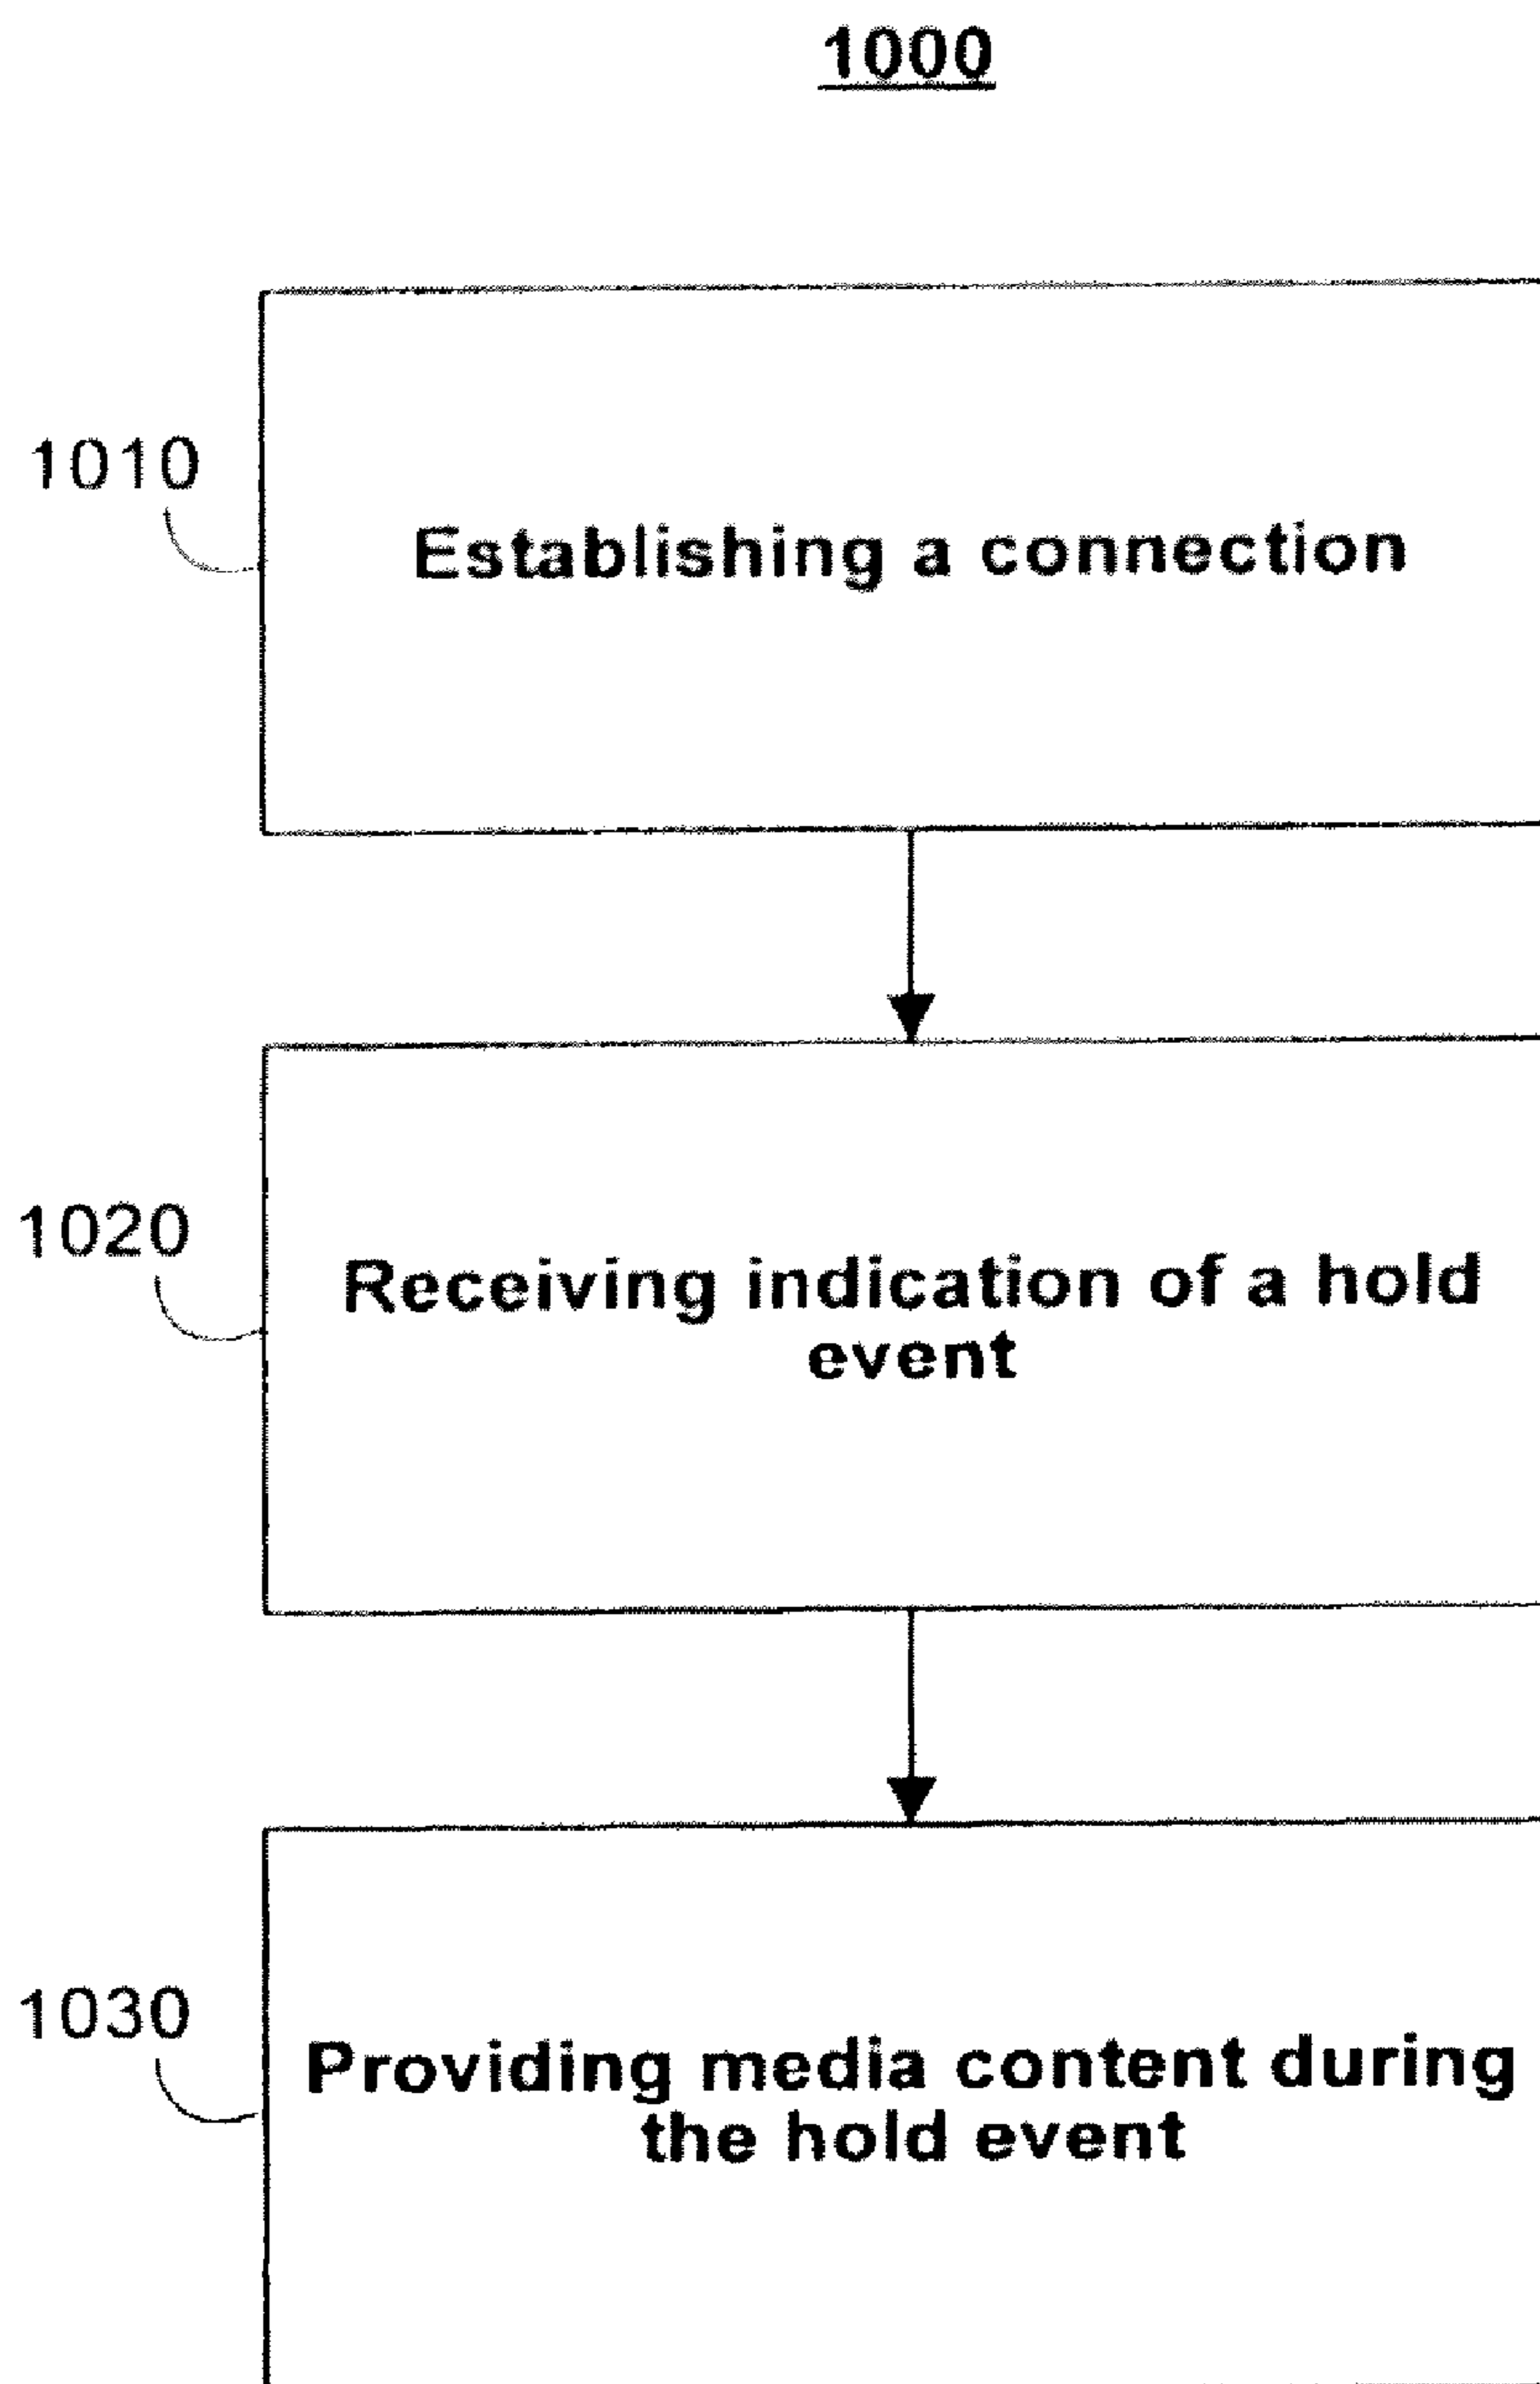 1000
1010
Establishing a connection
1020
Receiving indication of a hold
event
1030
Providing media content during
the hold event